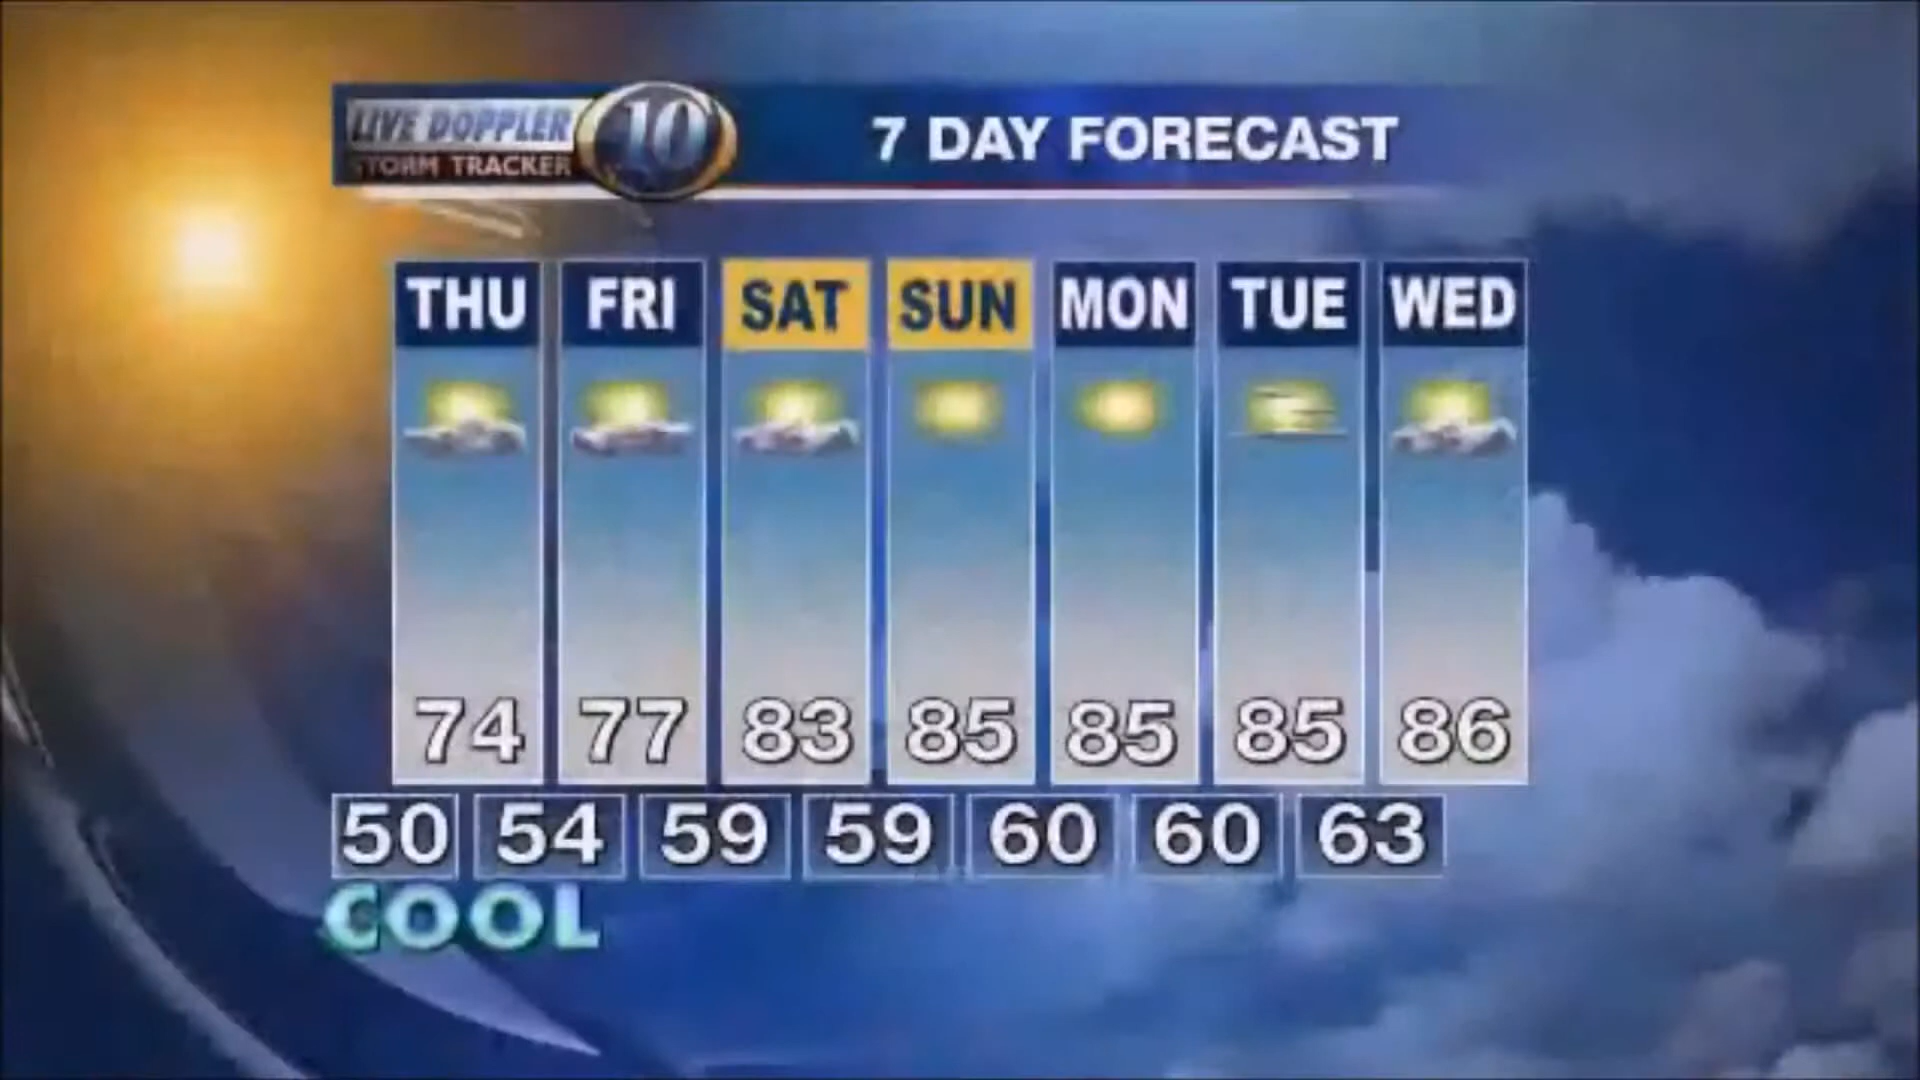 LIVE DOPPLER 10
STORM TRACKER
7 DAY FORECAST
THU FRI SAT SUN MON TUE WED
74 77 83 85 85 85 86
50 54 59 59 60 60 63
COOL